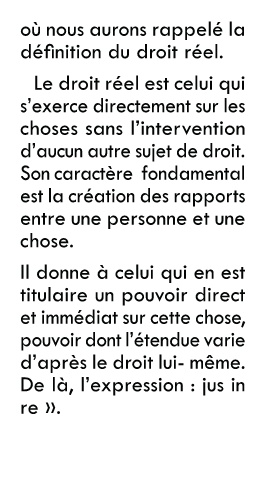 où nous aurons rappelé la
définition du droit réel.
Le droit réel est celui qui
s’exerce directement sur les
choses sans l’intervention
d’aucun autre sujet de droit.
Son caractère fondamental
est la création des rapports
entre une personne et une
chose.
Il donne à celui qui en est
titulaire un pouvoir direct
et immédiat sur cette chose,
pouvoir dont l’étendue varie
d’après le droit lui- même.
De là, l’expression : jus in
re ».